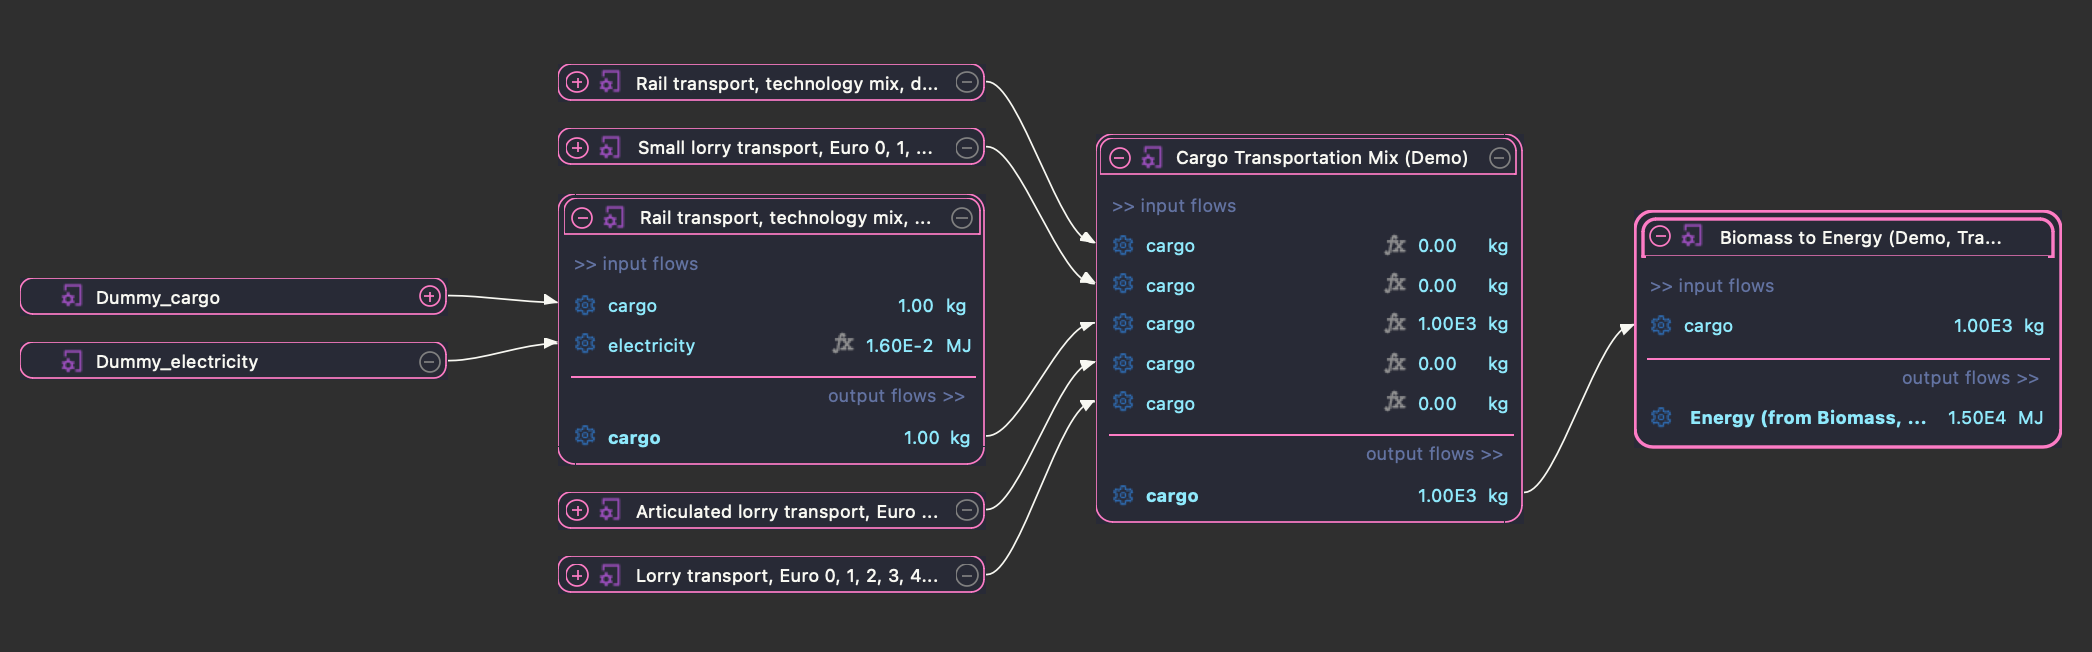 Rail transport, technology mix, d...
Small lorry transport, Euro 0, 1, ...
Rail transport, technology mix, ...
>> input flows
cargo 1.00 kg
electricity fx 1.60E-2 MJ
output flows >>
cargo 1.00 kg
Dummy_cargo
Dummy_electricity
Articulated lorry transport, Euro ...
Lorry transport, Euro 0, 1, 2, 3, 4...
Cargo Transportation Mix (Demo)
>> input flows
cargo fx 0.00 kg
cargo fx 0.00 kg
cargo fx 1.00E3 kg
cargo fx 0.00 kg
cargo fx 0.00 kg
output flows >>
cargo 1.00E3 kg
Biomass to Energy (Demo, Tra...
>> input flows
cargo 1.00E3 kg
output flows >>
Energy (from Biomass, ... 1.50E4 MJ